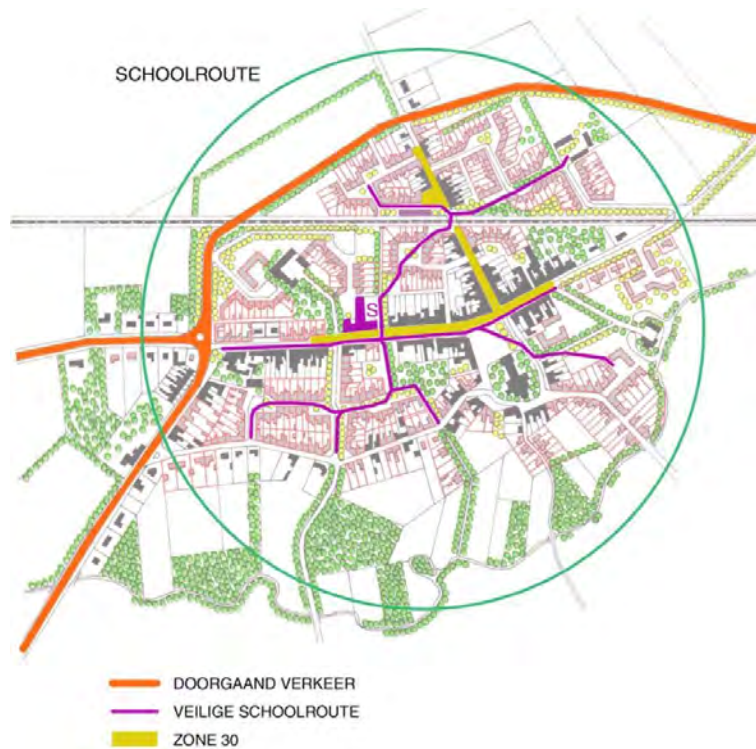 SCHOOLROUTE
S
DOORGAAND VERKEER
VEILIGE SCHOOLROUTE
ZONE 30